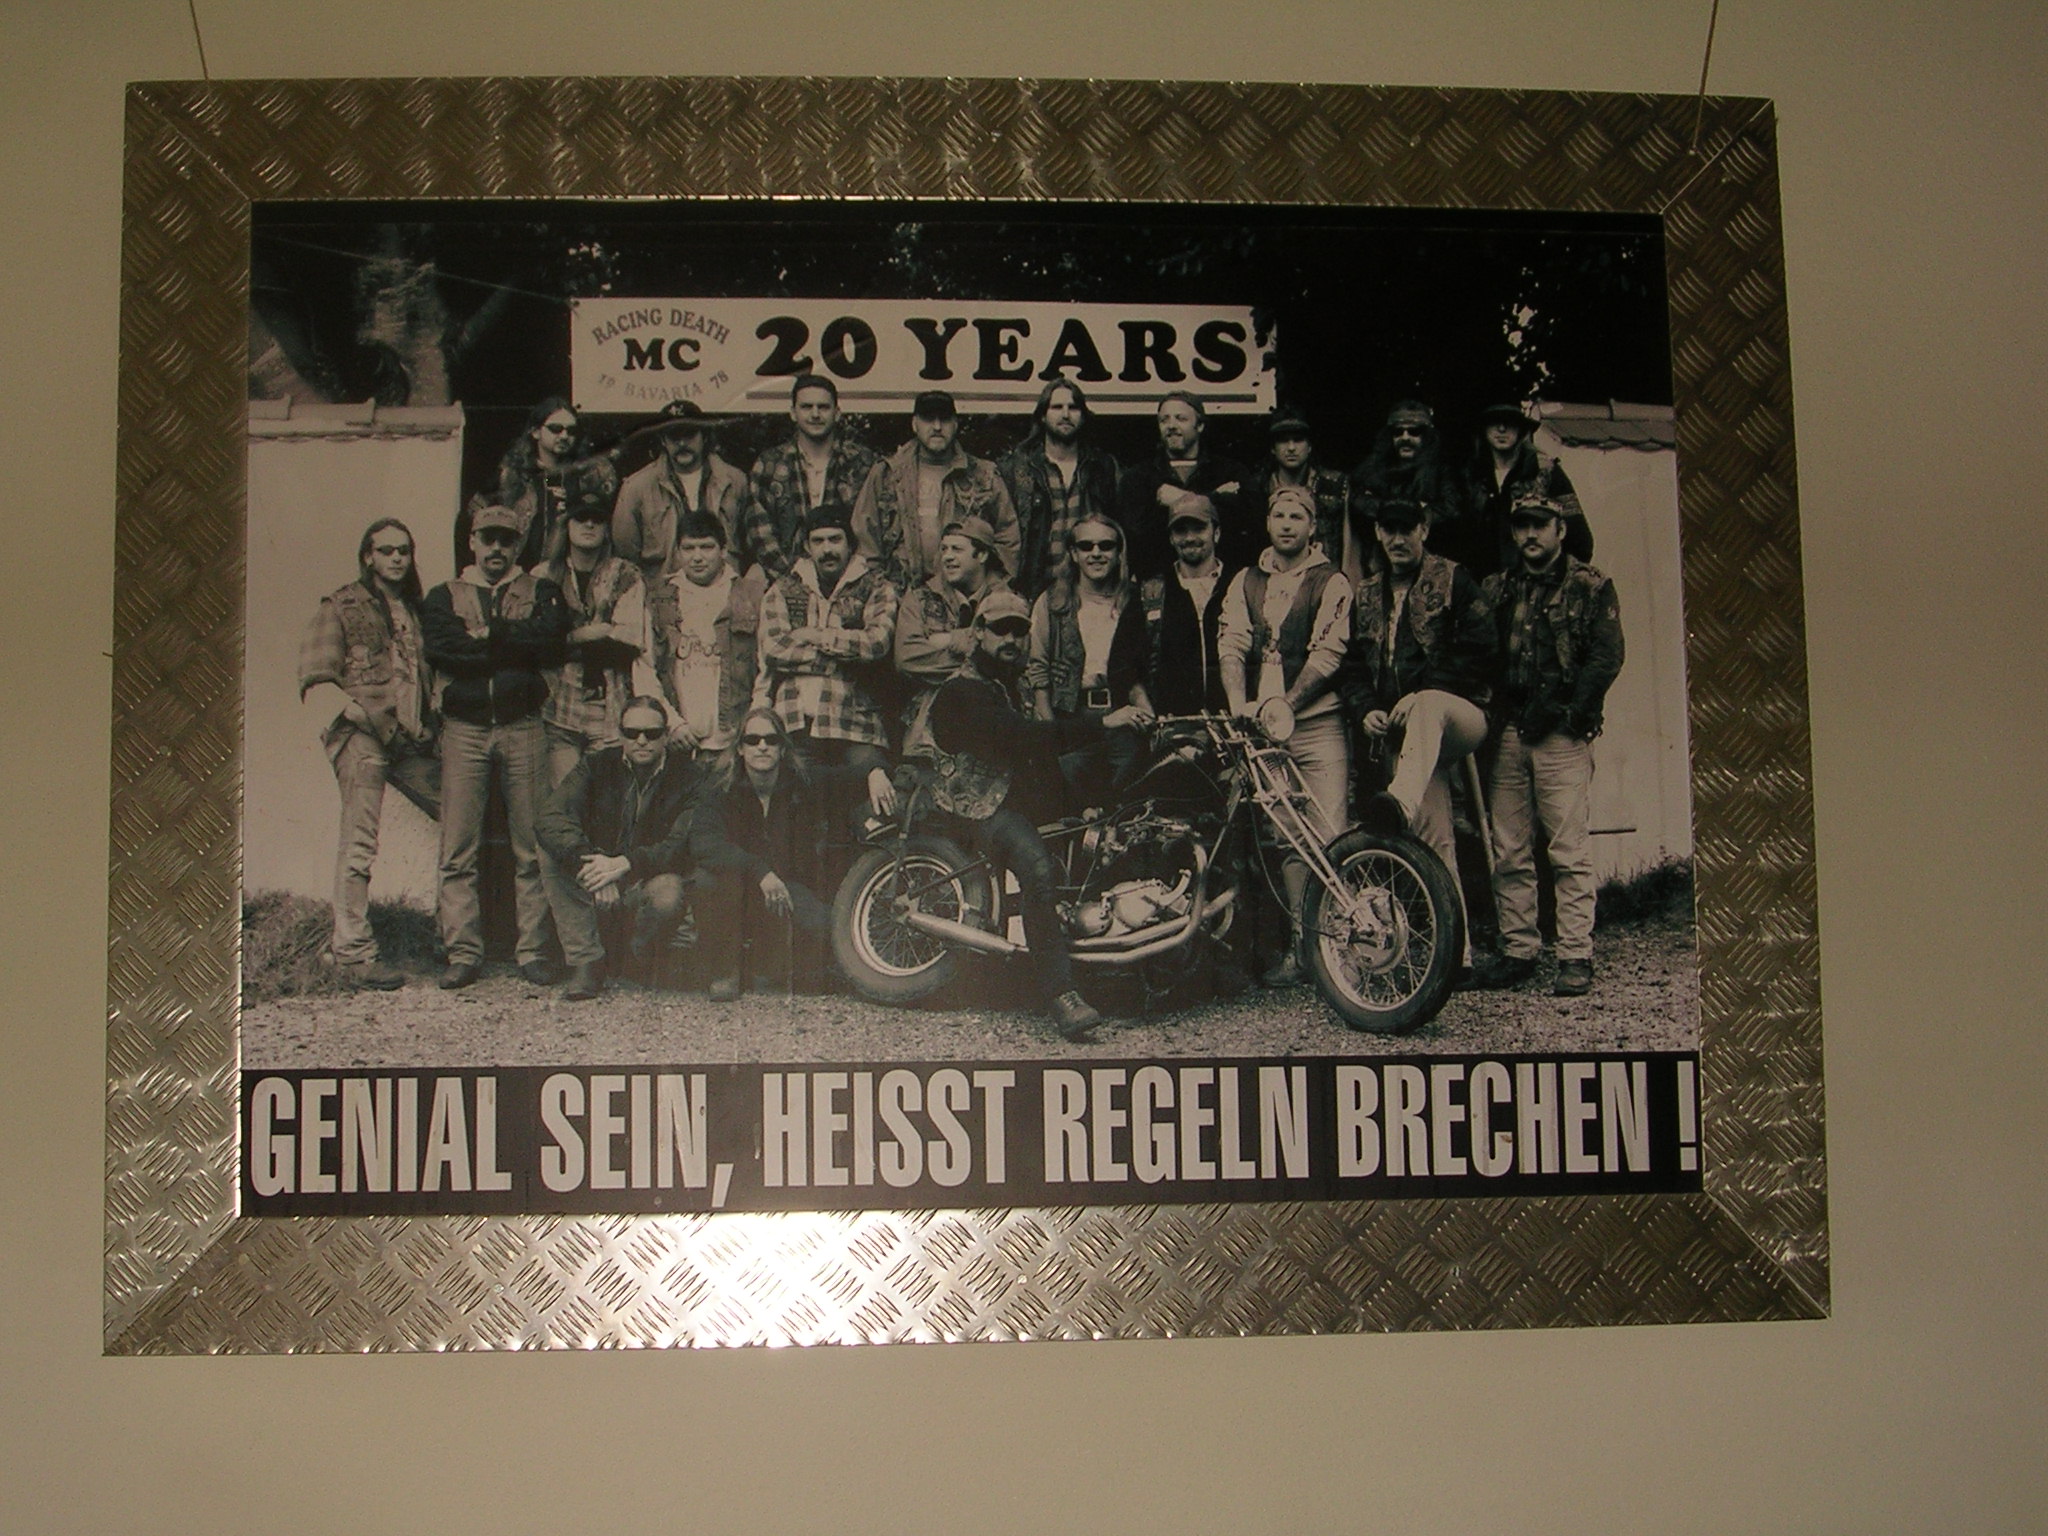 RACING DEATH
MC
19 BAVARIA 78
20 YEARS
GENIAL SEIN, HEISST REGELN BRECHEN !